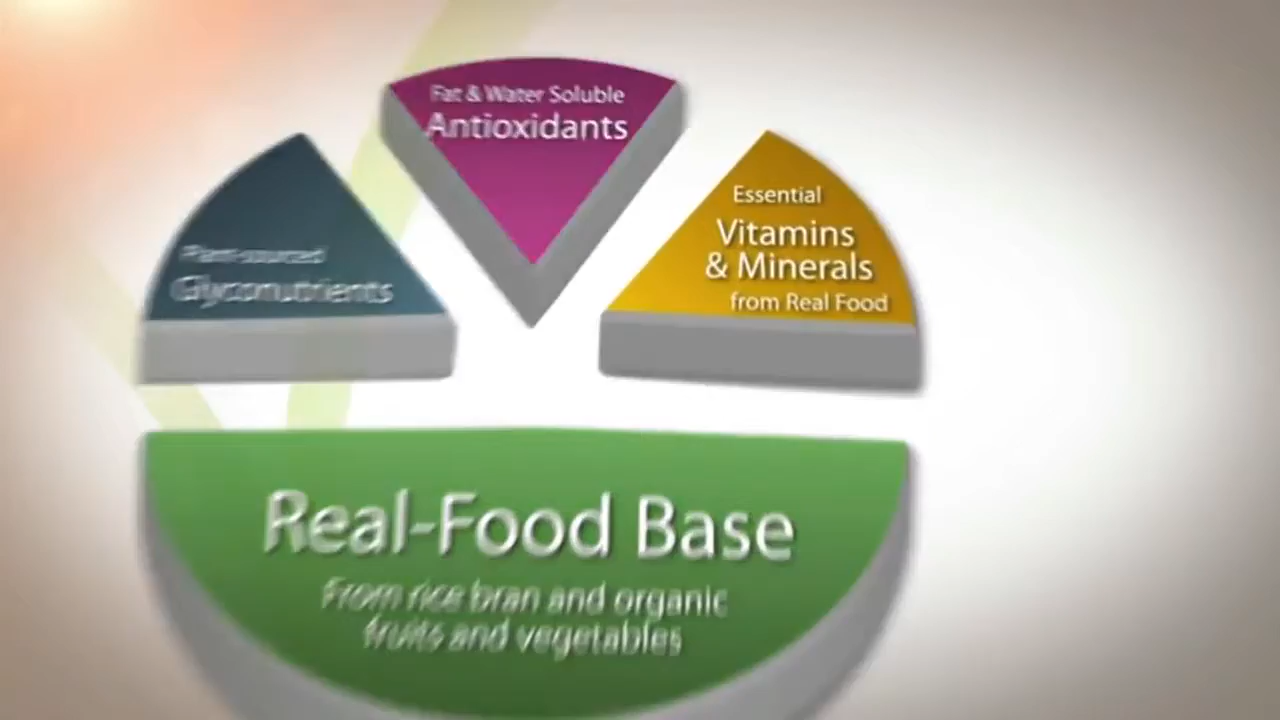 Fat & Water Soluble
Antioxidants
Plant-sourced
Glyconutrients
Essential
Vitamins
& Minerals
from Real Food
Real-Food Base
From rice bran and organic
fruits and vegetables